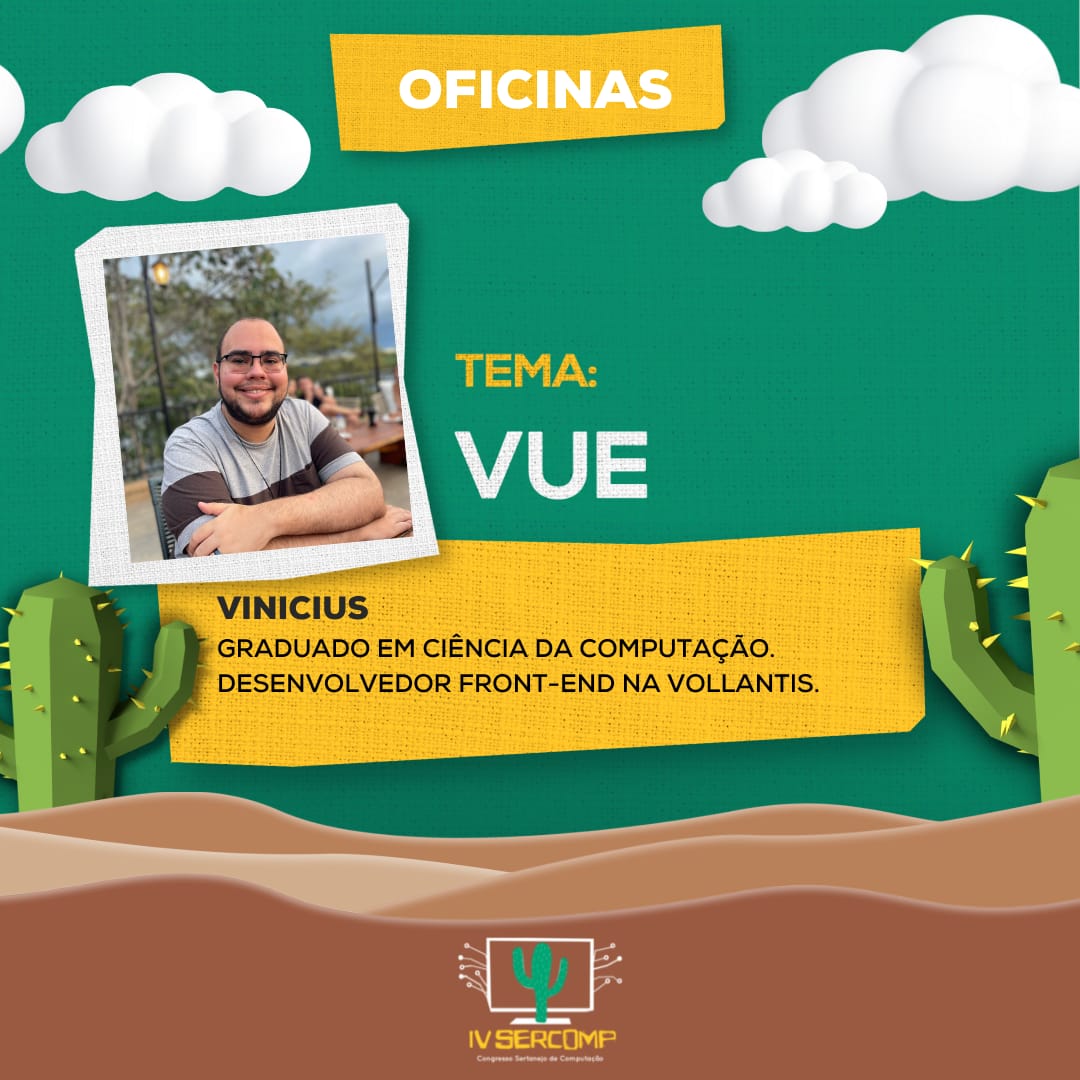 OFICINAS
TEMA:
VUE
VINICIUS
GRADUADO EM CIÊNCIA DA COMPUTAÇÃO.
DESENVOLVEDOR FRONT-END NA VOLLANTIS.
IV SERCOMP
Congresso Sertanejo de Computação